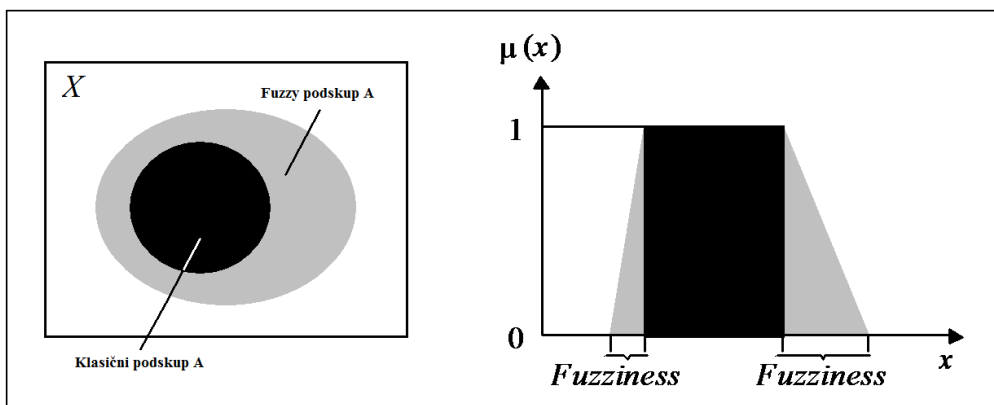 X
Fuzzy podskup A
Klasični podskup A
μ (x)
1
0
x
Fuzziness
Fuzziness